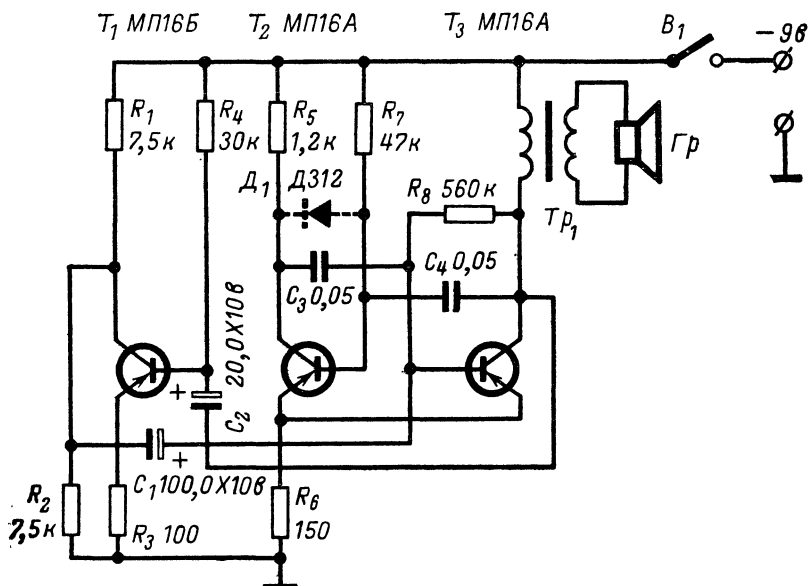 T₁ МП16Б T₂ МП16А T₃ МП16А
В₁ −9в
R₁ 7,5к
R₄ 30к
R₅ 1,2к
R₇ 47к
Гр
Тр₁
Д₁ Д312
R₈ 560к
C₃ 0,05
C₄ 0,05
+ 20,0X10в C₂
+ C₁ 100,0X10в
R₂ 7,5к
R₃ 100
R₆ 150